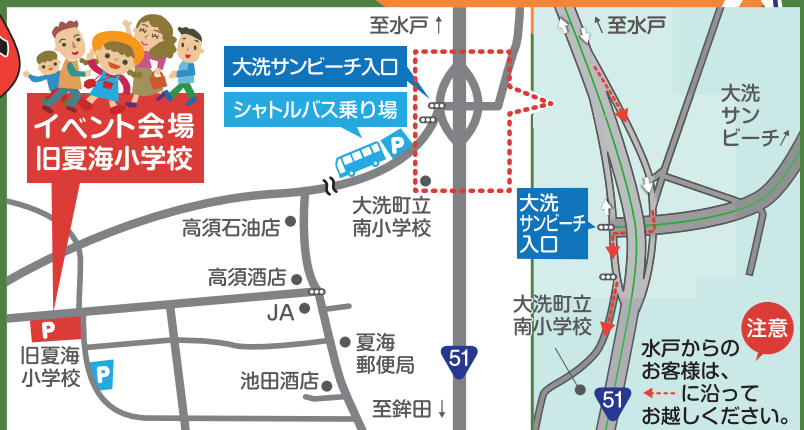 至水戸↑
大洗サンビーチ入口
シャトルバス乗り場
P
イベント会場
旧夏海小学校
大洗町立
南小学校
高須石油店
高須酒店
JA
P
旧夏海
小学校
P
夏海
郵便局
池田酒店
51
至鉾田↓
↖至水戸
大洗
サン
ビーチ↗
大洗
サンビーチ
入口
大洗町立
南小学校
注意
水戸からの
お客様は、
に沿って
お越しください。
51